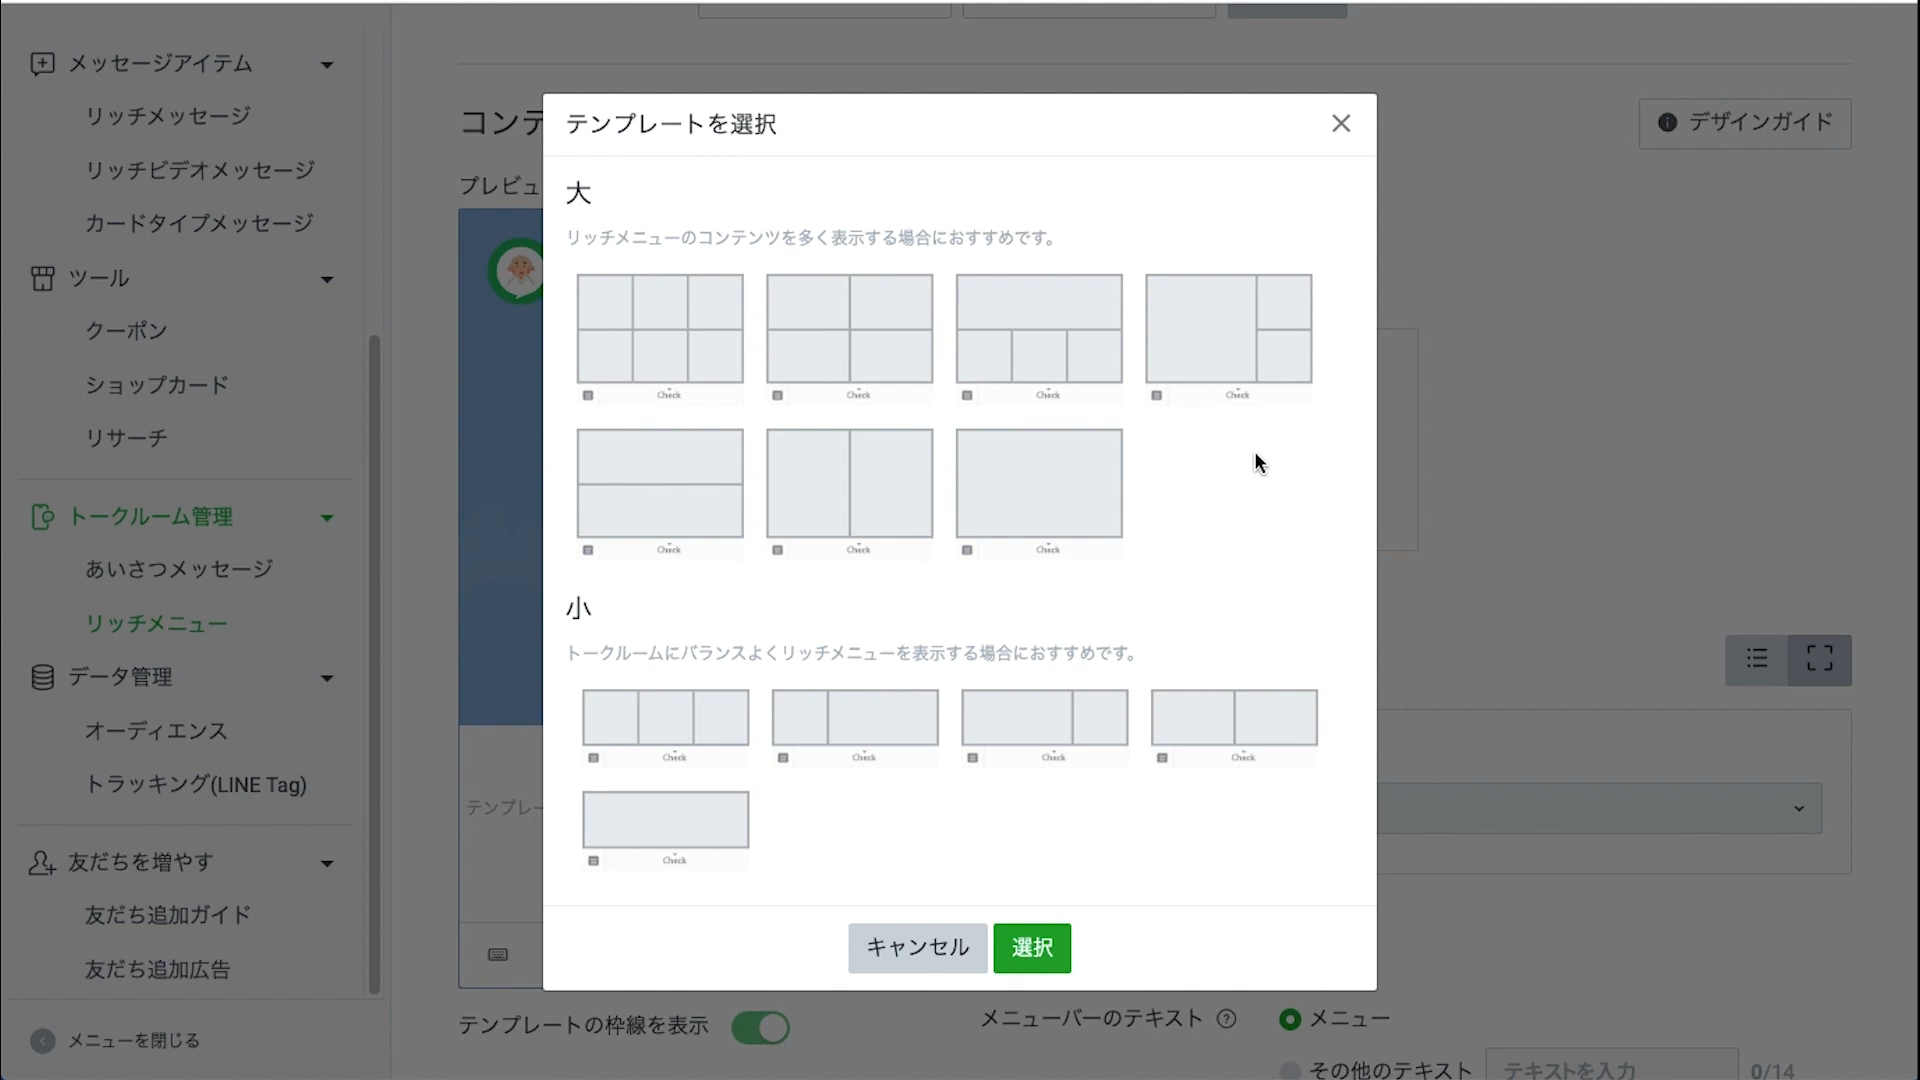 メッセージアイテム
リッチメッセージ
リッチビデオメッセージ
カードタイプメッセージ
ツール
クーポン
ショップカード
リサーチ
トークルーム管理
あいさつメッセージ
リッチメニュー
データ管理
オーディエンス
トラッキング(LINE Tag)
友だちを増やす
友だち追加ガイド
友だち追加広告
メニューを閉じる
コンテ
デザインガイド
プレビュ
テンプレートを選択
大
リッチメニューのコンテンツを多く表示する場合におすすめです。
Check Check Check Check
Check Check Check
小
トークルームにバランスよくリッチメニューを表示する場合におすすめです。
Check Check Check Check
Check
テンプレー
キャンセル 選択
テンプレートの枠線を表示
メニューバーのテキスト
メニュー
その他のテキスト テキストを入力 0/14